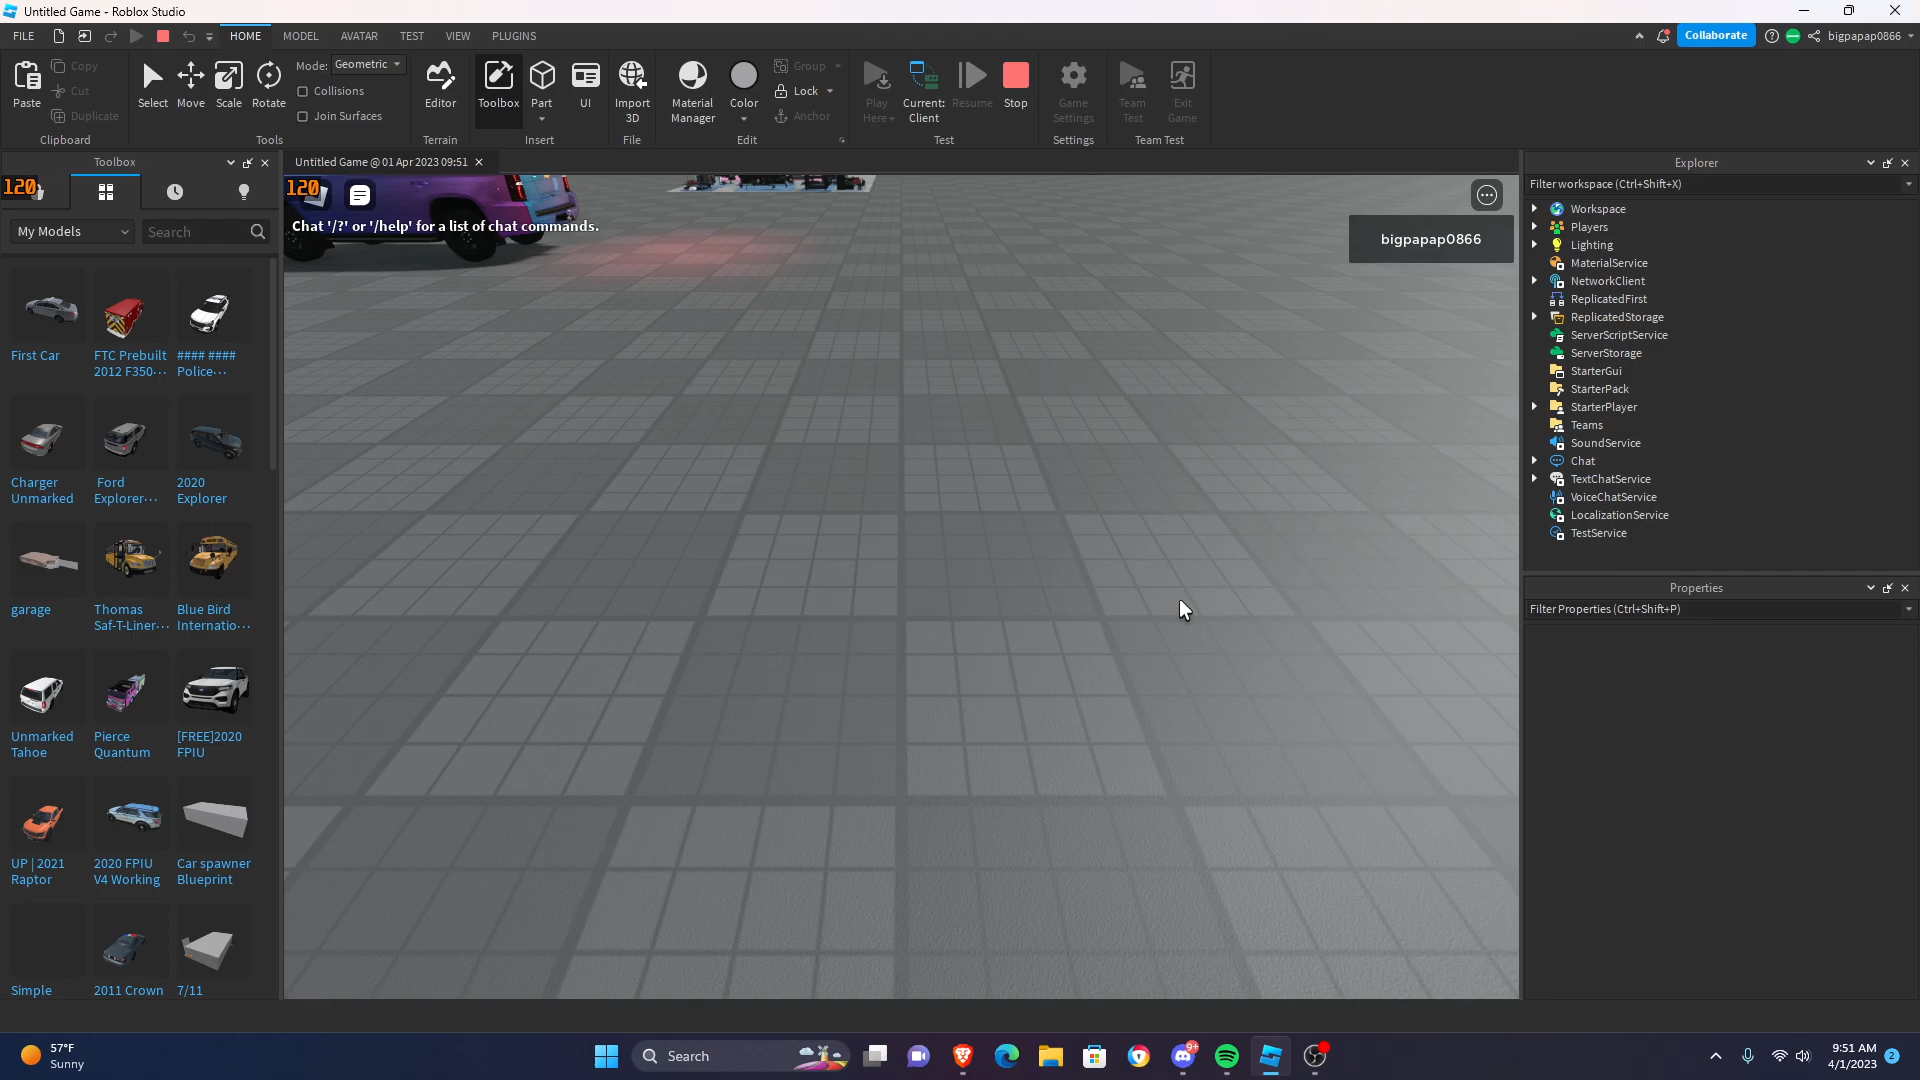 Untitled Game - Roblox Studio
FILE
HOME
MODEL
AVATAR
TEST
VIEW
PLUGINS
Collaborate
bigpapap0866
Paste
Copy
Cut
Duplicate
Clipboard
Select
Move
Scale
Rotate
Mode: Geometric
Collisions
Join Surfaces
Tools
Editor
Terrain
Toolbox
Part
UI
Insert
Import
3D
File
Material
Manager
Color
Group
Lock
Anchor
Edit
Play
Here
Current:
Client
Resume
Stop
Test
Game
Settings
Settings
Team
Test
Exit
Game
Team Test
Toolbox
120
My Models
Search
First Car
FTC Prebuilt
2012 F350...
#### ####
Police...
Charger
Unmarked
Ford
Explorer...
2020
Explorer
garage
Thomas
Saf-T-Liner...
Blue Bird
Internatio...
Unmarked
Tahoe
Pierce
Quantum
[FREE]2020
FPIU
UP | 2021
Raptor
2020 FPIU
V4 Working
Car spawner
Blueprint
Simple
2011 Crown
7/11
Untitled Game @ 01 Apr 2023 09:51
120
Chat '/?' or '/help' for a list of chat commands.
bigpapap0866
Explorer
Filter workspace (Ctrl+Shift+X)
Workspace
Players
Lighting
MaterialService
NetworkClient
ReplicatedFirst
ReplicatedStorage
ServerScriptService
ServerStorage
StarterGui
StarterPack
StarterPlayer
Teams
SoundService
Chat
TextChatService
VoiceChatService
LocalizationService
TestService
Properties
Filter Properties (Ctrl+Shift+P)
57°F
Sunny
Search
9+
9:51 AM
4/1/2023
2